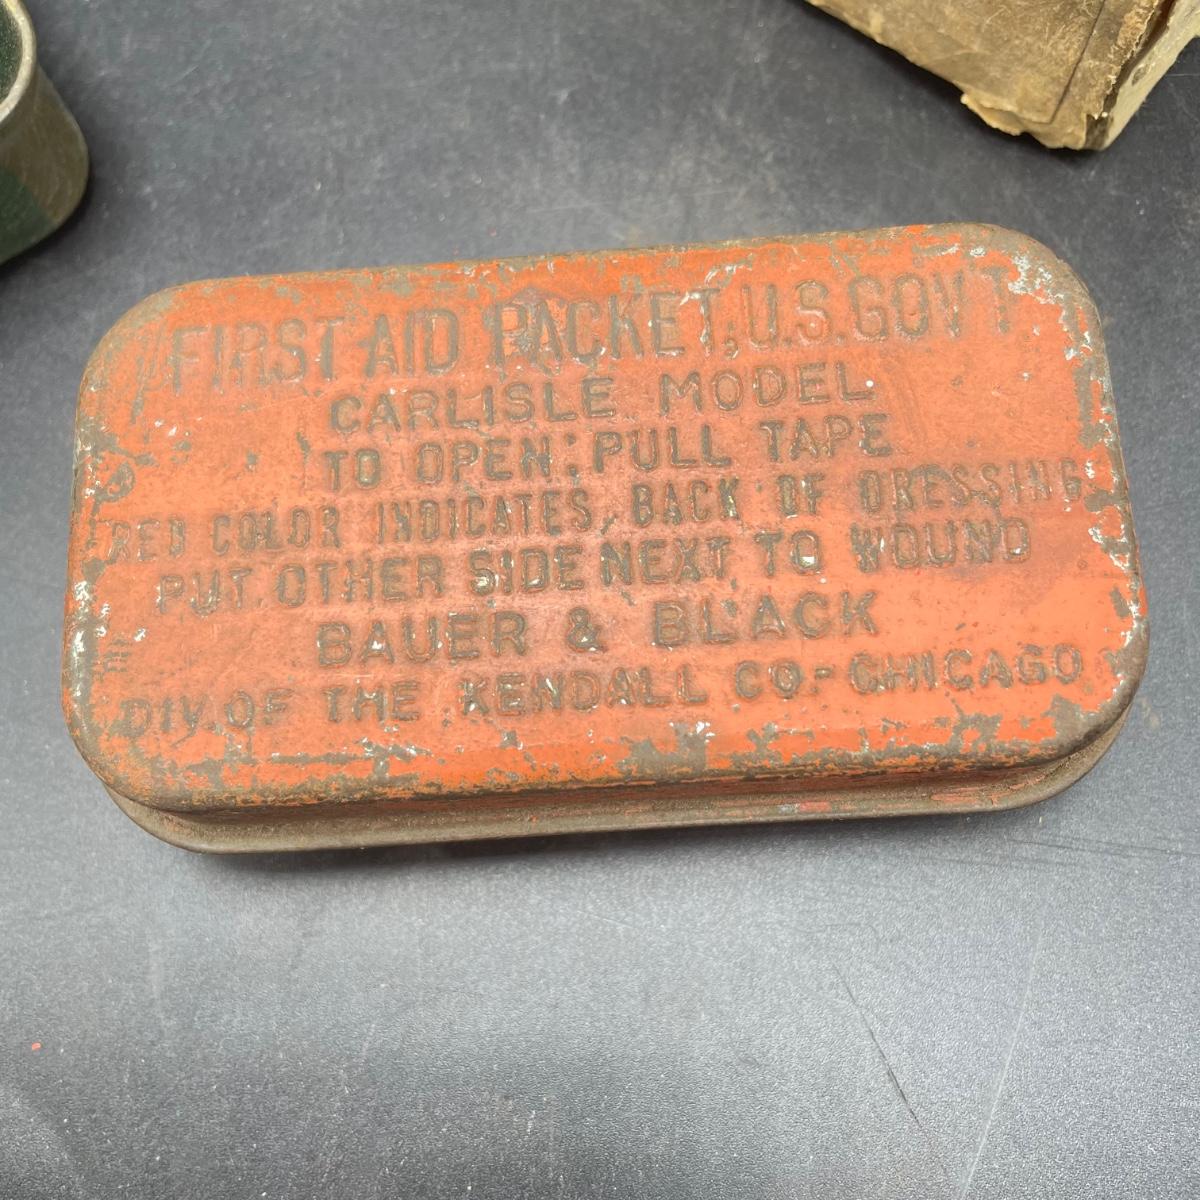 FIRST-AID PACKET, U.S. GOV'T
CARLISLE MODEL
TO OPEN: PULL TAPE
RED COLOR INDICATES, BACK OF DRESSING
PUT OTHER SIDE NEXT TO WOUND
BAUER & BLACK
DIV. OF THE KENDALL CO.- CHICAGO